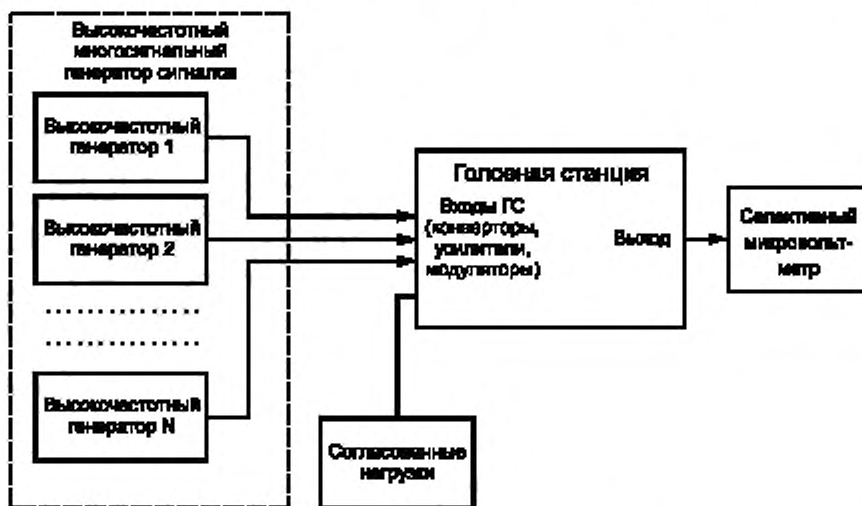 Высокочастотный
многосигнальный
генератор сигналов
Высокочастотный
генератор 1
Высокочастотный
генератор 2
Высокочастотный
генератор N
Головная станция
Входы ГС
(конверторы,
усилители,
модуляторы)
Выход
Селективный
микровольт-
метр
Согласованные
нагрузки